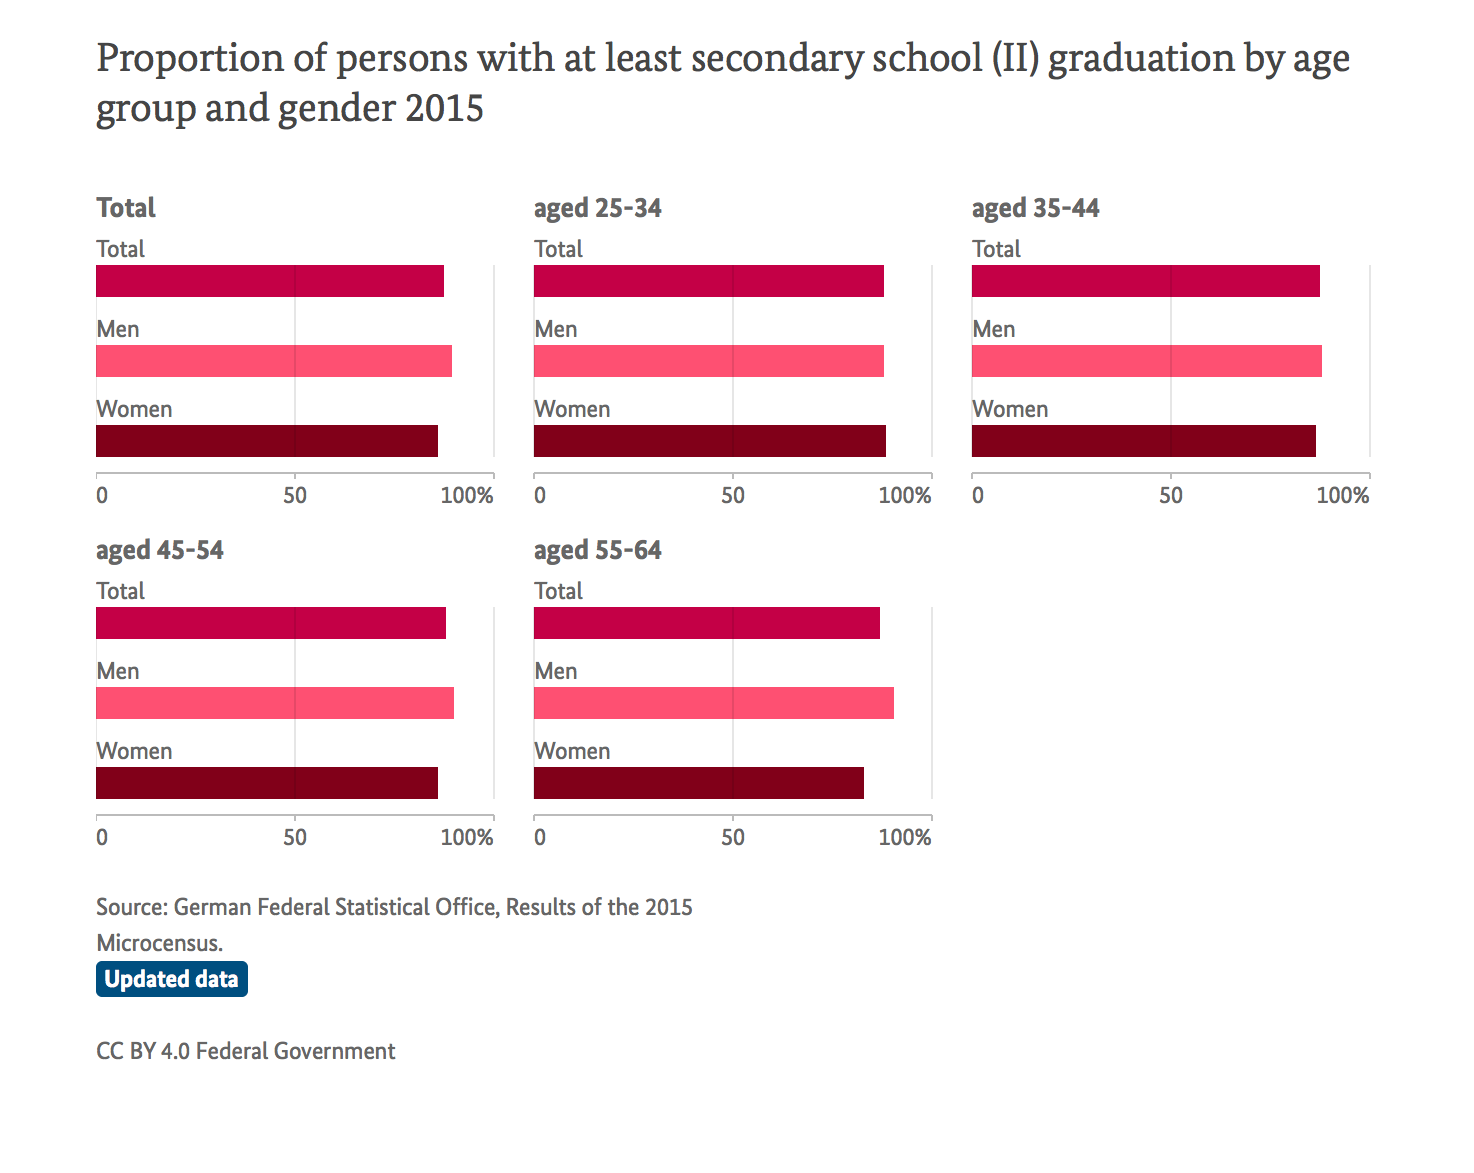 Proportion of persons with at least secondary school (II) graduation by age
group and gender 2015
Total
Total
Men
Women
0 50 100%
aged 25-34
Total
Men
Women
0 50 100%
aged 35-44
Total
Men
Women
0 50 100%
aged 45-54
Total
Men
Women
0 50 100%
aged 55-64
Total
Men
Women
0 50 100%
Source: German Federal Statistical Office, Results of the 2015
Microcensus.
Updated data
CC BY 4.0 Federal Government